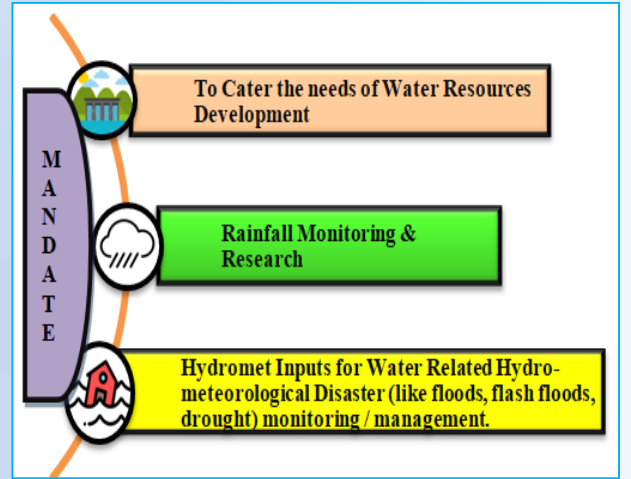 M
A
N
D
A
T
E
To Cater the needs of Water Resources
Development
Rainfall Monitoring &
Research
Hydromet Inputs for Water Related Hydro-
meteorological Disaster (like floods, flash floods,
drought) monitoring / management.